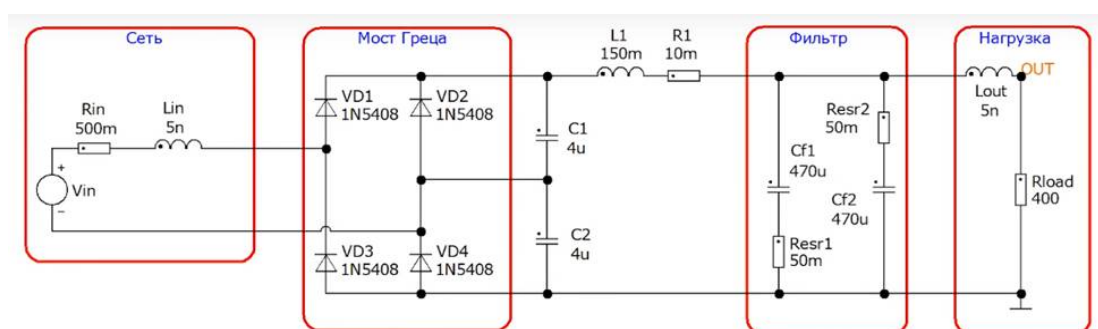 Сеть
Мост Греца
L1
150m
R1
10m
Фильтр
Нагрузка
OUT
Rin
500m
Lin
5n
VD1
1N5408
VD2
1N5408
C1
4u
Resr2
50m
Lout
5n
Cf1
470u
Cf2
470u
+
Vin
−
Rload
400
VD3
1N5408
VD4
1N5408
C2
4u
Resr1
50m